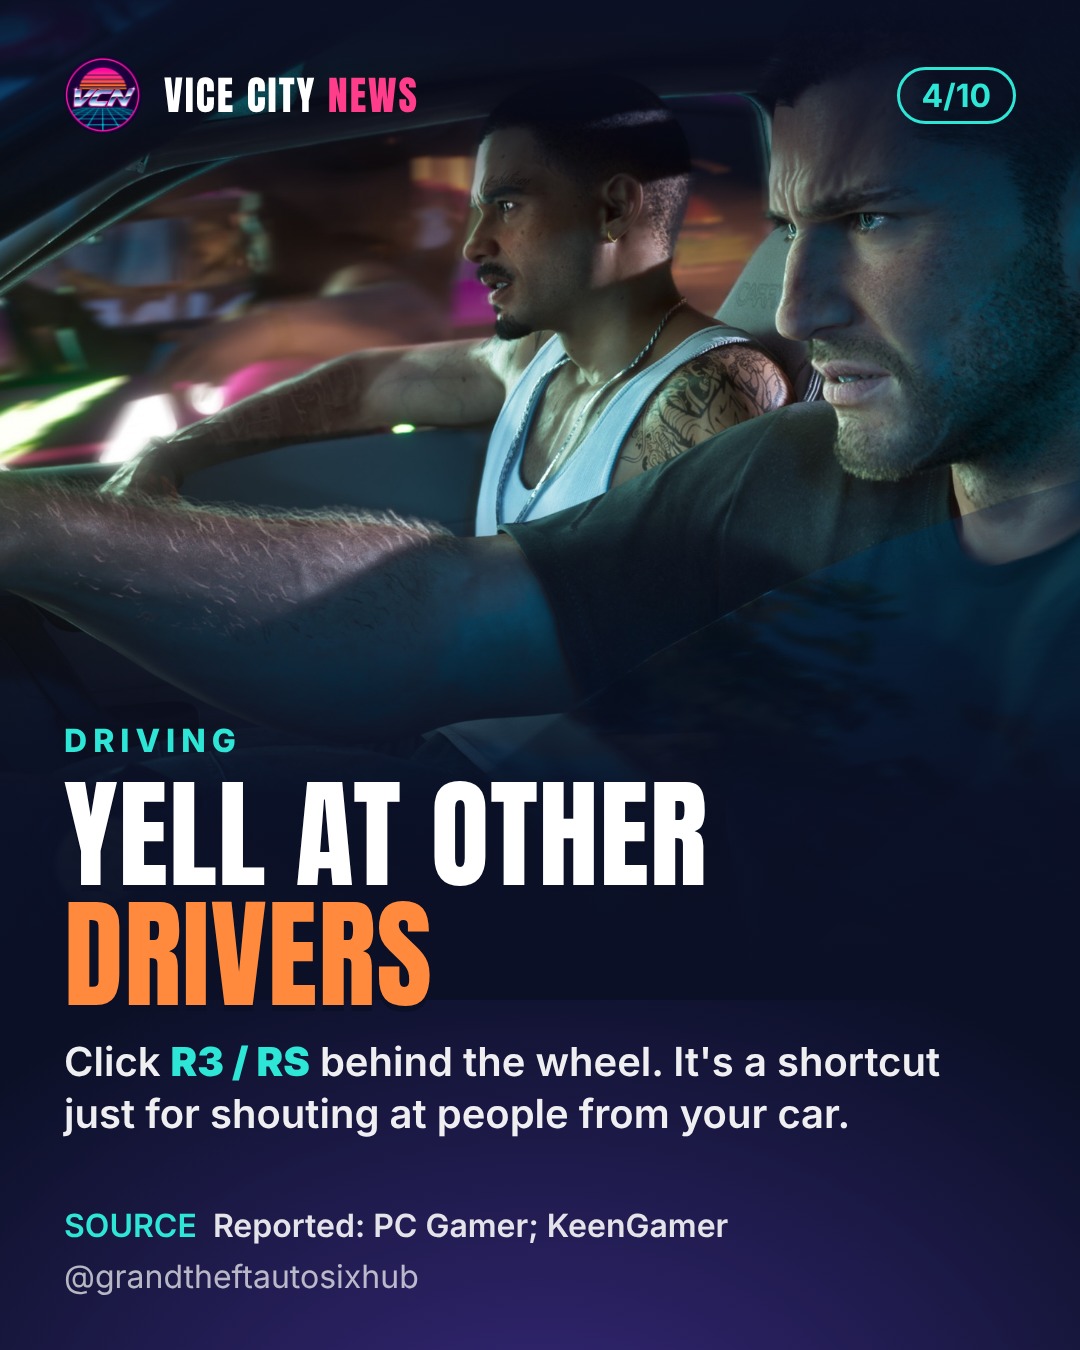 VCN
VICE CITY NEWS
4/10
DRIVING
YELL AT OTHER
DRIVERS
Click R3 / RS behind the wheel. It's a shortcut
just for shouting at people from your car.
SOURCE Reported: PC Gamer; KeenGamer
@grandtheftautosixhub